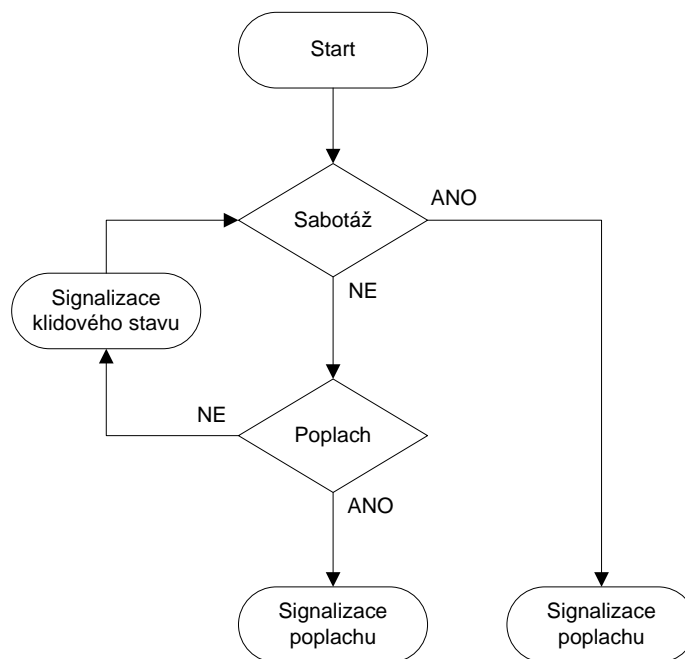 Start
ANO
Sabotáž
NE
Signalizace
klidového stavu
NE
Poplach
ANO
Signalizace
poplachu
Signalizace
poplachu